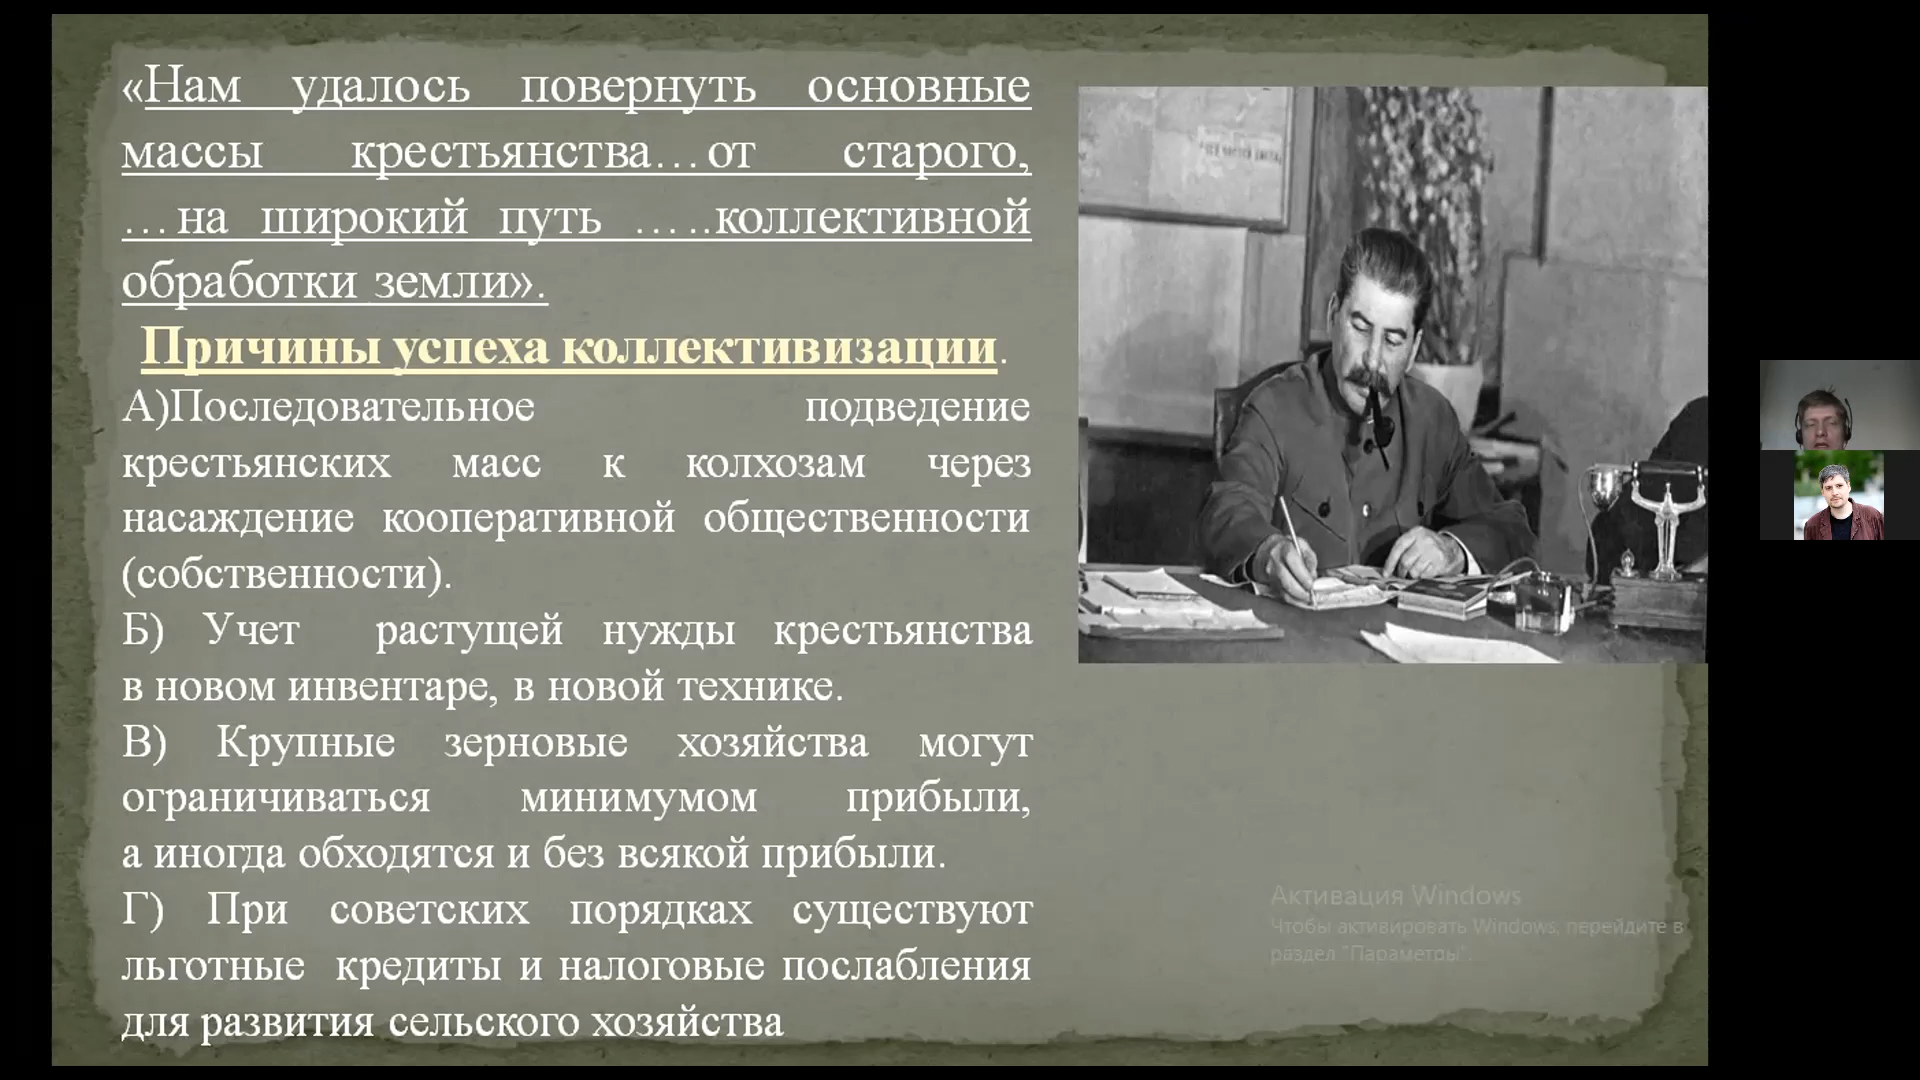 «Нам удалось повернуть основные
массы крестьянства…от старого,
…на широкий путь …..коллективной
обработки земли».
Причины успеха коллективизации.
А)Последовательное подведение
крестьянских масс к колхозам через
насаждение кооперативной общественности
(собственности).
Б) Учет растущей нужды крестьянства
в новом инвентаре, в новой технике.
В) Крупные зерновые хозяйства могут
ограничиваться минимумом прибыли,
а иногда обходятся и без всякой прибыли.
Г) При советских порядках существуют
льготные кредиты и налоговые послабления
для развития сельского хозяйства
Активация Windows
Чтобы активировать Windows, перейдите в
раздел "Параметры".